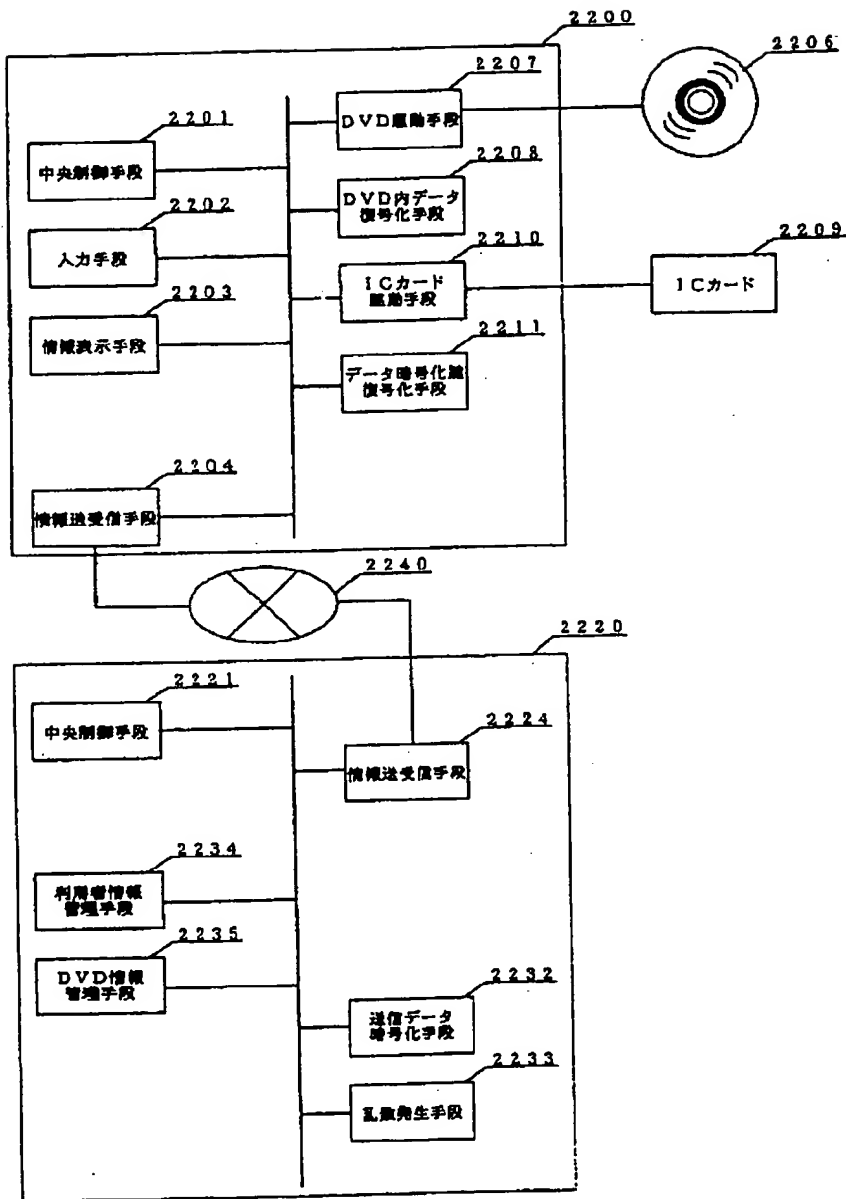 2200
2206
2207
DVD駆動手段
2201
中央制御手段
2208
DVD内データ
復号化手段
2202
入力手段
2210
ICカード
駆動手段
2209
ICカード
2203
情報表示手段
2211
データ暗号化鍵
復号化手段
2204
情報送受信手段
2240
2220
2221
中央制御手段
2224
情報送受信手段
2234
利用者情報
管理手段
2235
DVD情報
管理手段
2232
送信データ
暗号化手段
2233
乱数発生手段